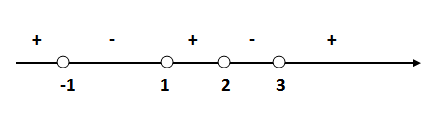 + - + - +
-1 1 2 3